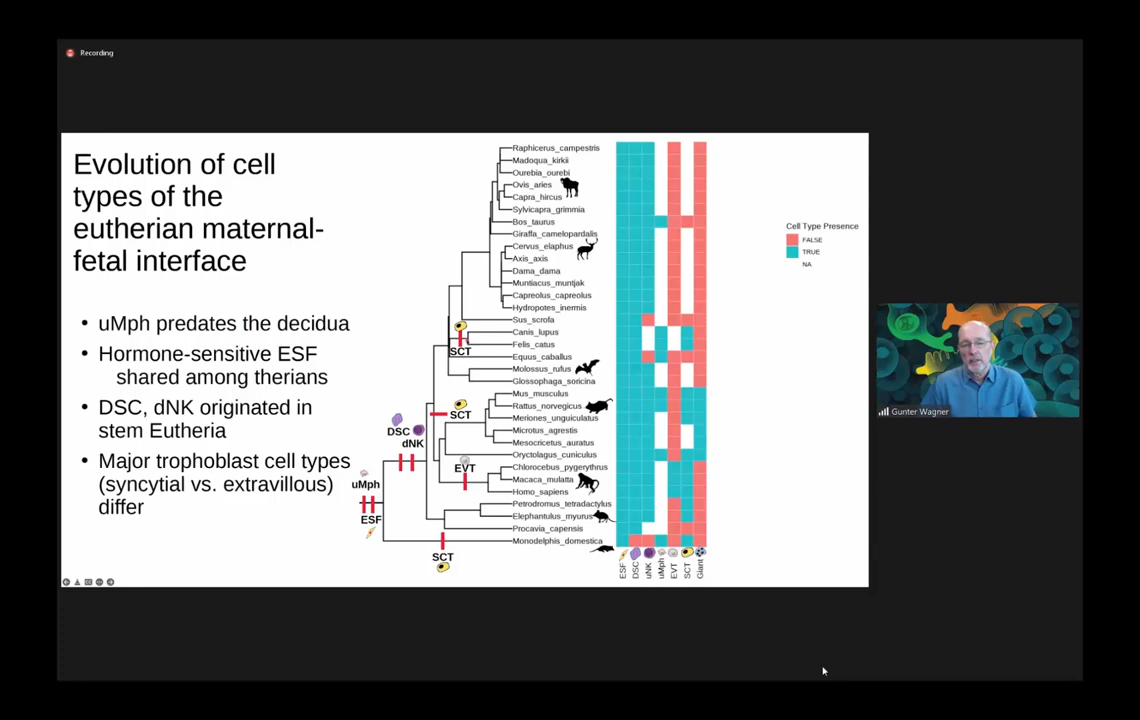 Recording
Evolution of cell
types of the
eutherian maternal-
fetal interface
• uMph predates the decidua
• Hormone-sensitive ESF
shared among therians
• DSC, dNK originated in
stem Eutheria
• Major trophoblast cell types
(syncytial vs. extravillous)
differ
Raphicerus_campestris
Madoqua_kirkii
Ourebia_ourebi
Ovis_aries
Capra_hircus
Sylvicapra_grimmia
Bos_taurus
Giraffa_camelopardalis
Cervus_elaphus
Axis_axis
Dama_dama
Muntiacus_muntjak
Capreolus_capreolus
Hydropotes_inermis
Sus_scrofa
Canis_lupus
Felis_catus
Equus_caballus
Molossus_rufus
Glossophaga_soricina
Mus_musculus
Rattus_norvegicus
Meriones_unguiculatus
Microtus_agrestis
Mesocricetus_auratus
Oryctolagus_cuniculus
Chlorocebus_pygerythrus
Macaca_mulatta
Homo_sapiens
Petrodromus_tetradactylus
Elephantulus_myurus
Procavia_capensis
Monodelphis_domestica
SCT
SCT
DSC
dNK
EVT
uMph
ESF
SCT
ESF
DSC
uNK
uMph
EVT
SCT
Giant
Cell Type Presence
FALSE
TRUE
NA
Gunter Wagner